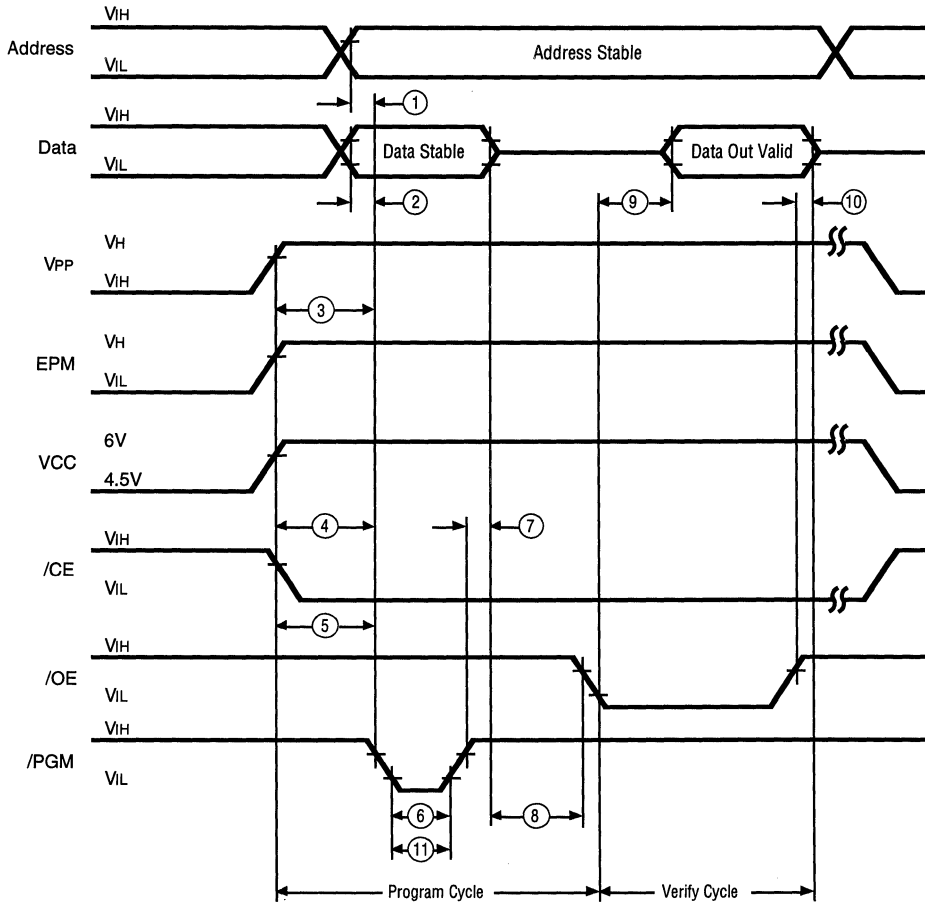 VIH
Address
Address Stable
VIL
1
VIH
Data
Data Stable
Data Out Valid
VIL
2
9
10
VH
VPP
VIH
3
VH
EPM
VIL
6V
VCC
4.5V
4
7
VIH
/CE
VIL
5
VIH
/OE
VIL
VIH
/PGM
VIL
6
8
11
Program Cycle
Verify Cycle